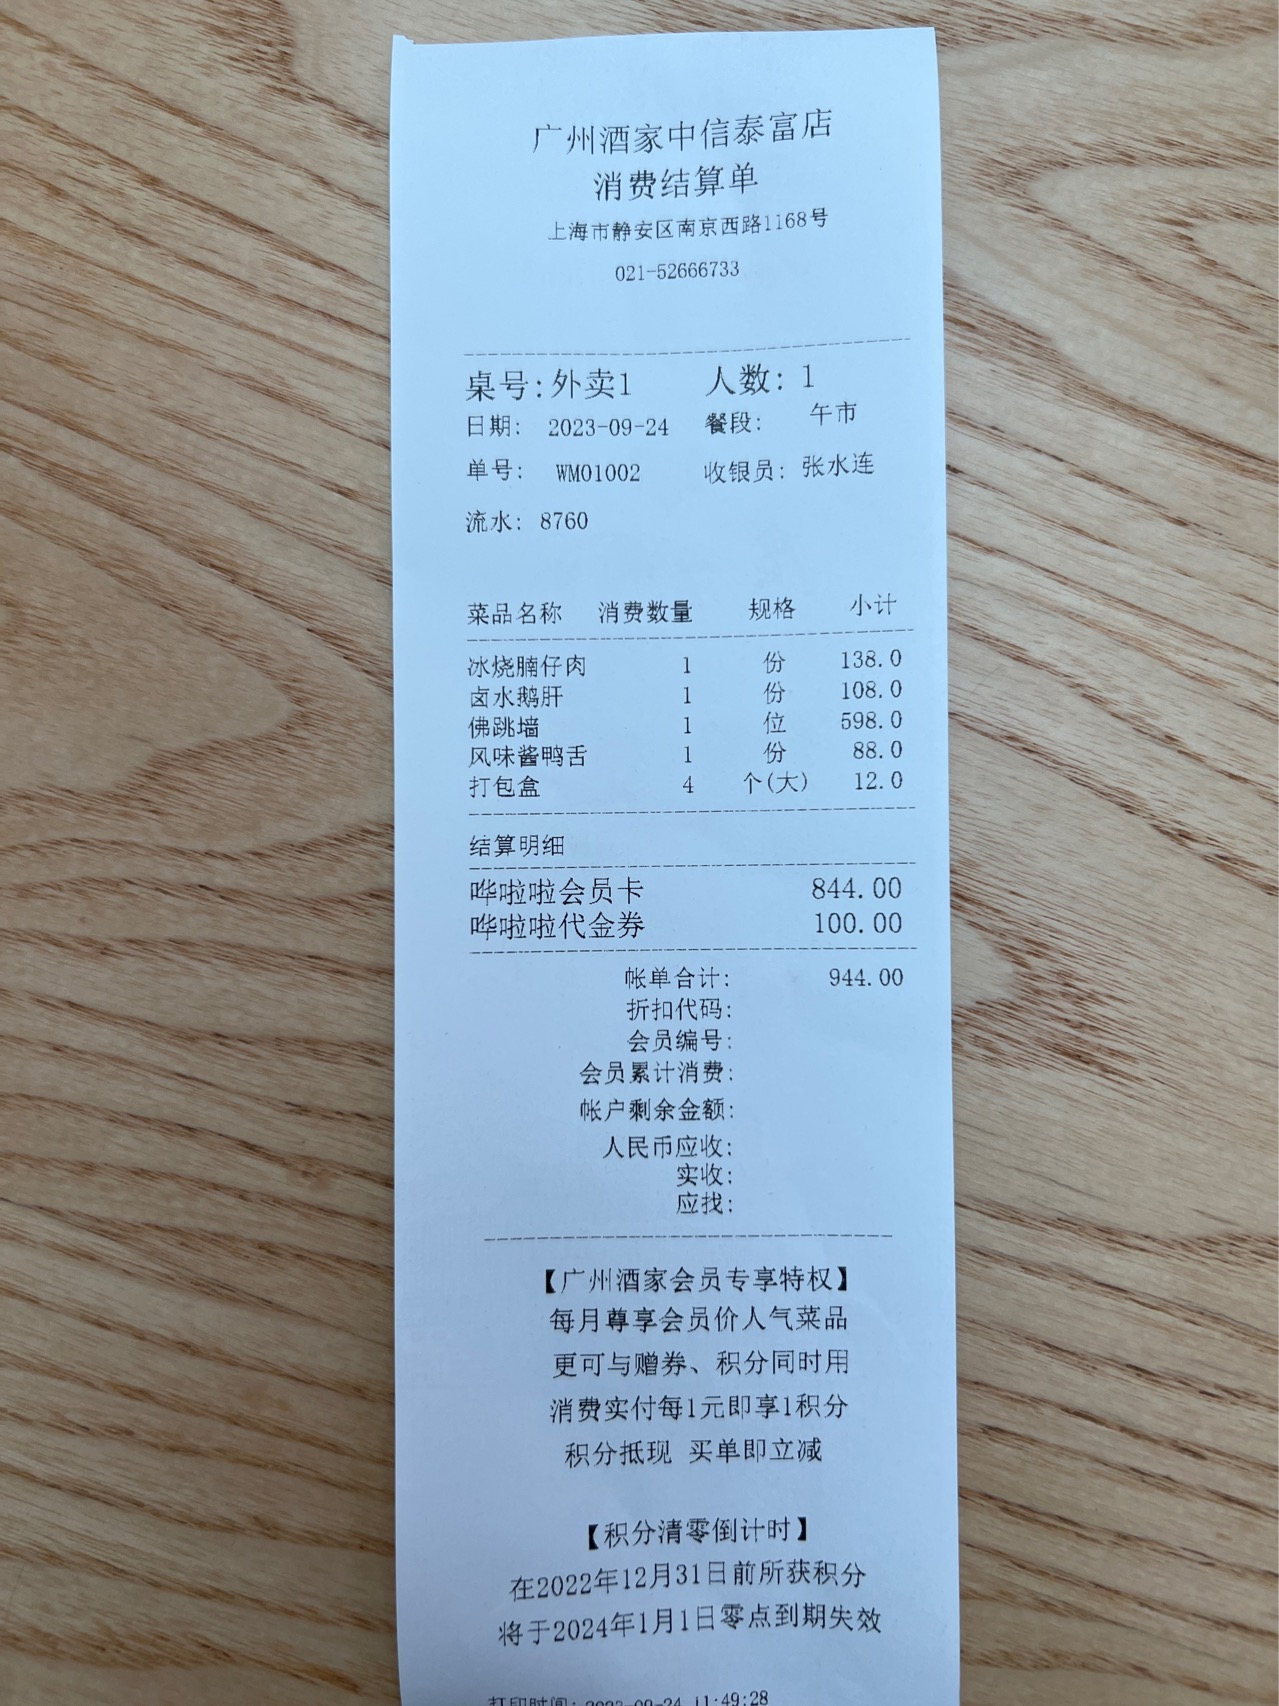 广州酒家中信泰富店
消费结算单
上海市静安区南京西路1168号
021-52666733
桌号:外卖1 人数: 1
日期: 2023-09-24 餐段: 午市
单号: WM01002 收银员: 张水连
流水: 8760
菜品名称 消费数量 规格 小计
冰烧腩仔肉 1 份 138.0
卤水鹅肝 1 份 108.0
佛跳墙 1 位 598.0
风味酱鸭舌 1 份 88.0
打包盒 4 个(大) 12.0
结算明细
哗啦啦会员卡 844.00
哗啦啦代金券 100.00
帐单合计: 944.00
折扣代码:
会员编号:
会员累计消费:
帐户剩余金额:
人民币应收:
实收:
应找:
【广州酒家会员专享特权】
每月尊享会员价人气菜品
更可与赠券、积分同时用
消费实付每1元即享1积分
积分抵现 买单即立减
【积分清零倒计时】
在2022年12月31日前所获积分
将于2024年1月1日零点到期失效
打印时间: 2023-09-24 11:49:28